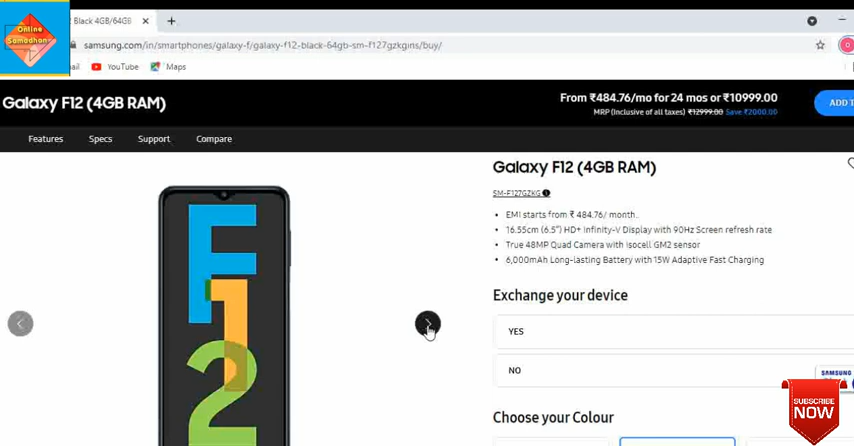 Online
Samadhan
Black 4GB/64GB
samsung.com/in/smartphones/galaxy-f/galaxy-f12-black-64gb-sm-f127gzkgins/buy/
ail
YouTube
Maps
Galaxy F12 (4GB RAM)
From ₹484.76/mo for 24 mos or ₹10999.00
MRP (Inclusive of all taxes) ₹12999.00 Save ₹2000.00
ADD T
Features
Specs
Support
Compare
Galaxy F12 (4GB RAM)
SM-F127GZKG
• EMI starts from ₹ 484.76/ month.
• 16.55cm (6.5") HD+ Infinity-V Display with 90Hz Screen refresh rate
• True 48MP Quad Camera with Isocell GM2 sensor
• 6,000mAh Long-lasting Battery with 15W Adaptive Fast Charging
F12
Exchange your device
YES
NO
SAMSUNG
SUBSCRIBE
NOW
Choose your Colour